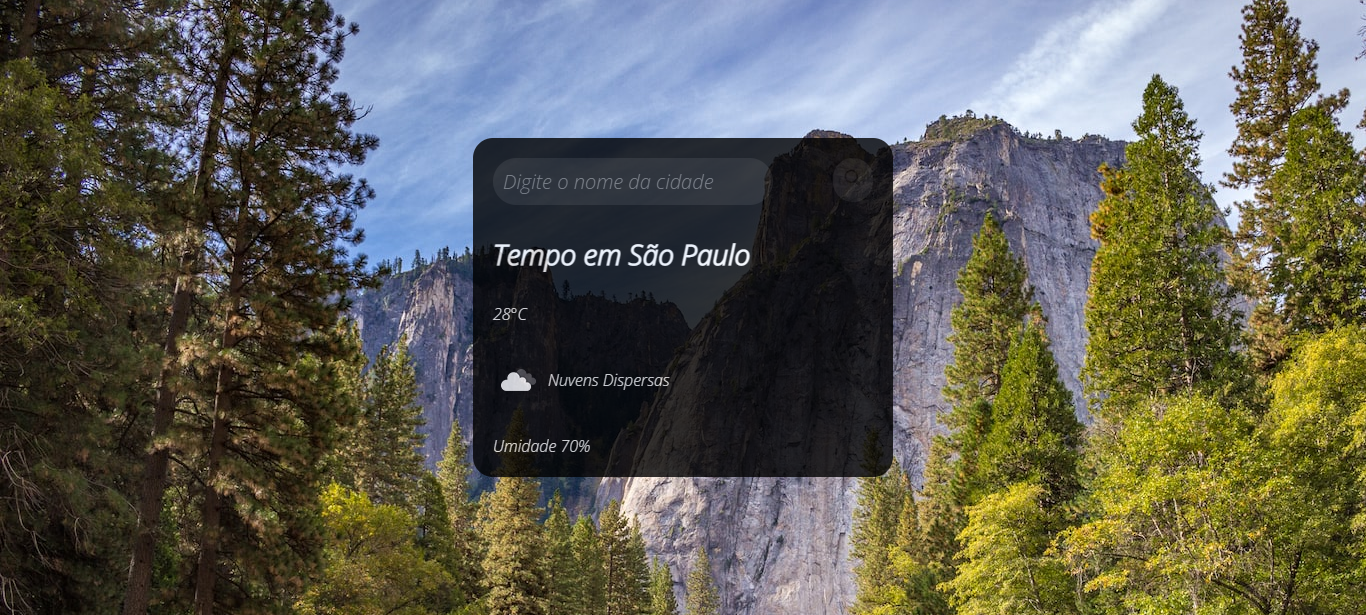 Digite o nome da cidade
Tempo em São Paulo
28°C
Nuvens Dispersas
Umidade 70%